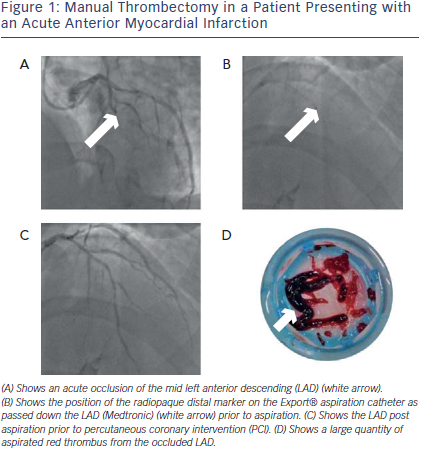 Figure 1: Manual Thrombectomy in a Patient Presenting with
an Acute Anterior Myocardial Infarction
A
B
C
D
(A) Shows an acute occlusion of the mid left anterior descending (LAD) (white arrow).
(B) Shows the position of the radiopaque distal marker on the Export® aspiration catheter as
passed down the LAD (Medtronic) (white arrow) prior to aspiration. (C) Shows the LAD post
aspiration prior to percutaneous coronary intervention (PCI). (D) Shows a large quantity of
aspirated red thrombus from the occluded LAD.